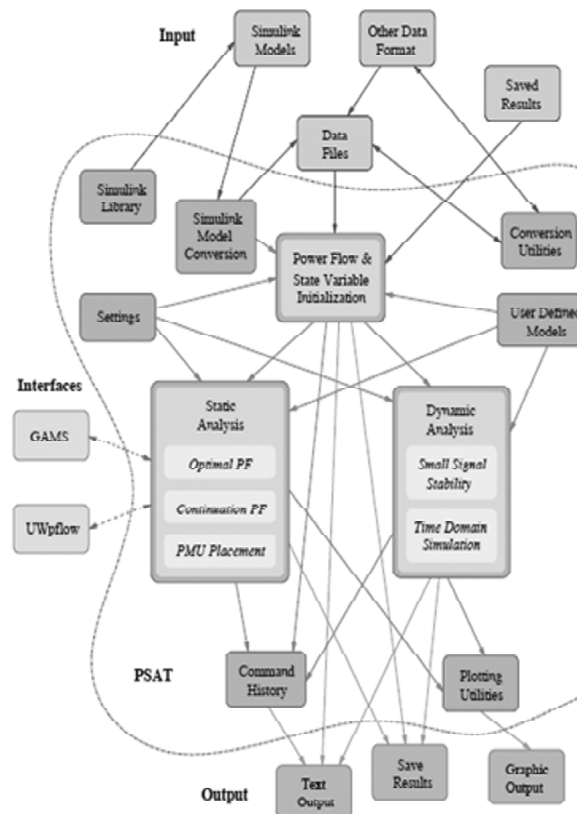 Input
Simulink
Models
Other Data
Format
Saved
Results
Data
Files
Simulink
Library
Simulink
Model
Conversion
Power Flow &
State Variable
Initialization
Conversion
Utilities
Settings
User Defined
Models
Interfaces
Static
Analysis
Dynamic
Analysis
GAMS
Optimal PF
Small Signal
Stability
Continuation PF
UWpflow
Time Domain
Simulation
PMU Placement
PSAT
Command
History
Plotting
Utilities
Output
Text
Output
Save
Results
Graphic
Output